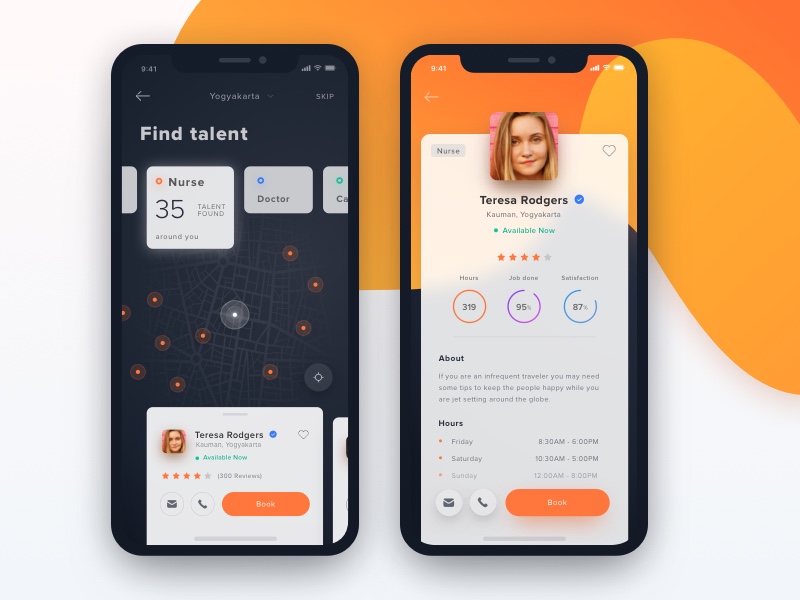 9:41
Yogyakarta
SKIP
Find talent
Nurse
35 TALENT FOUND
around you
Doctor
Ca
Teresa Rodgers
Kauman, Yogyakarta
Available Now
(300 Reviews)
Book
9:41
Nurse
Teresa Rodgers
Kauman, Yogyakarta
Available Now
Hours Job done Satisfaction
319 95% 87%
About
If you are an infrequent traveler you may need
some tips to keep the people happy while you
are jet setting around the globe.
Hours
Friday 8:30AM - 6:00PM
Saturday 10:30AM - 5:00PM
Sunday 12:00AM - 8:00PM
Book